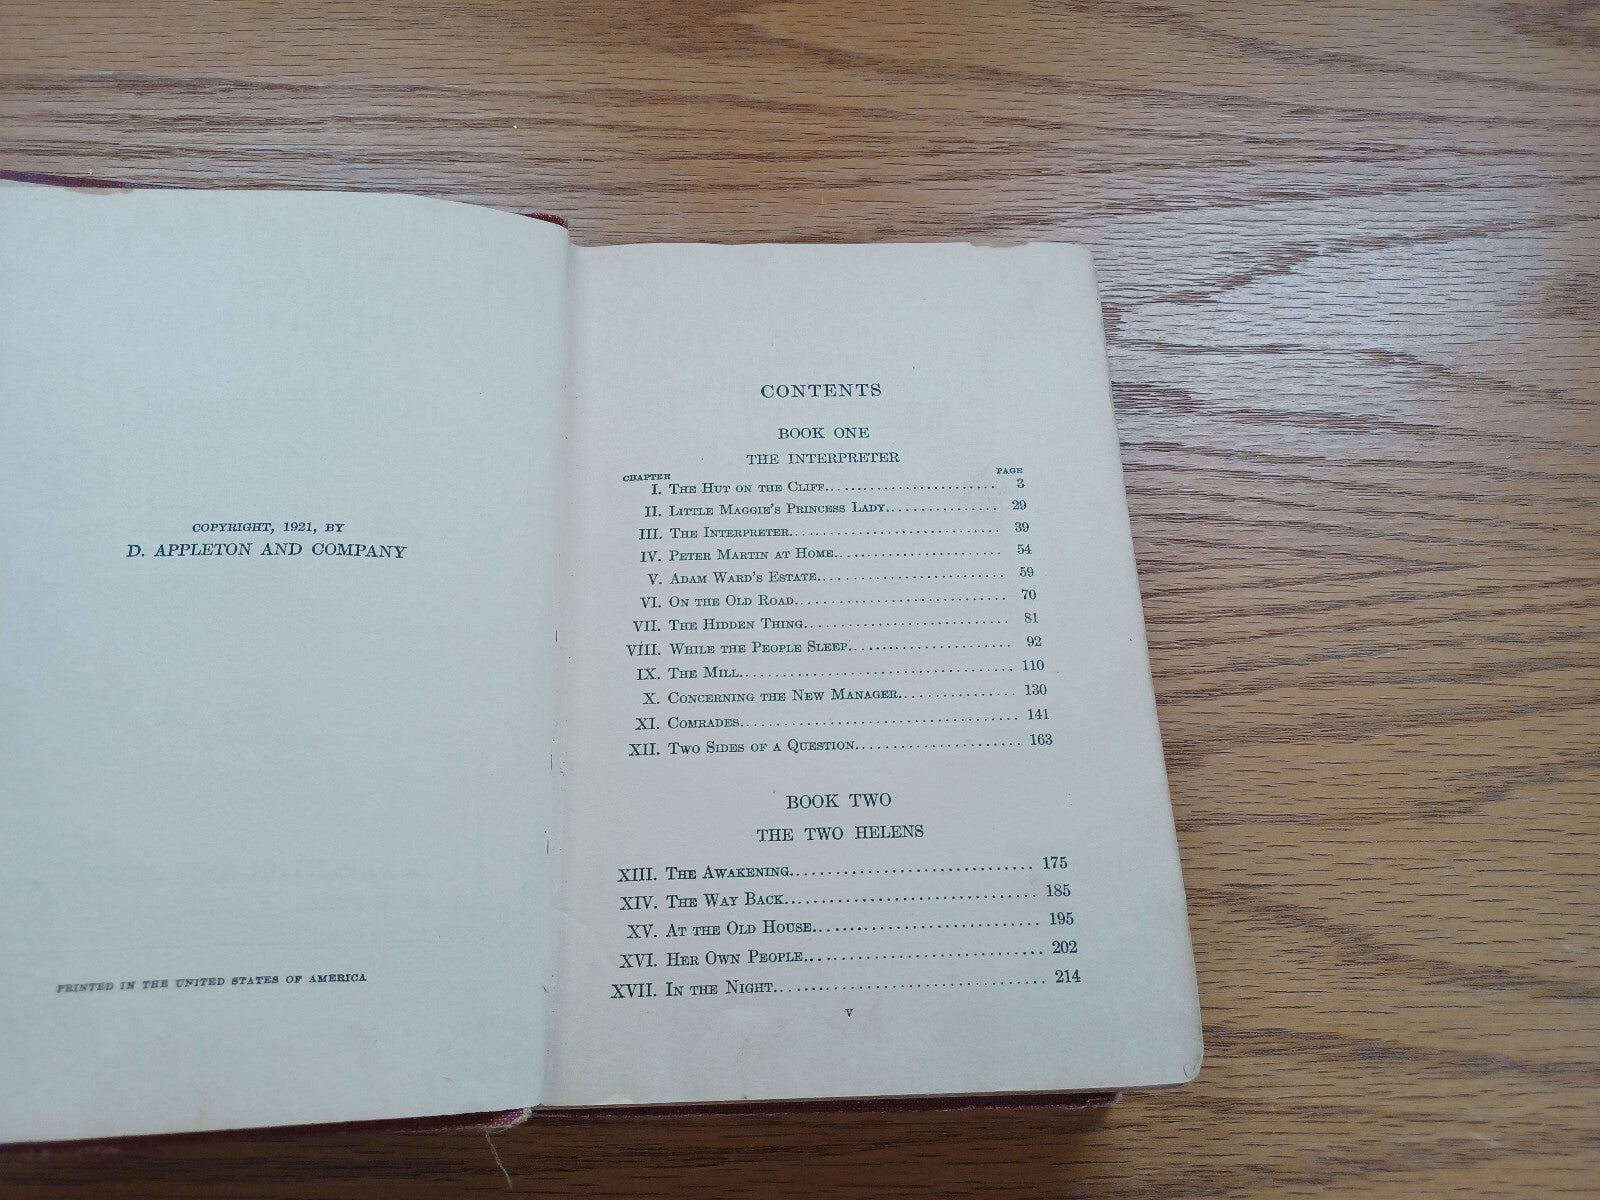 COPYRIGHT, 1921, BY
D. APPLETON AND COMPANY
PRINTED IN THE UNITED STATES OF AMERICA
CONTENTS
BOOK ONE
THE INTERPRETER
CHAPTER PAGE
I. THE HUT ON THE CLIFF........................ 3
II. LITTLE MAGGIE'S PRINCESS LADY............... 29
III. THE INTERPRETER............................. 39
IV. PETER MARTIN AT HOME....................... 54
V. ADAM WARD'S ESTATE.......................... 59
VI. ON THE OLD ROAD............................. 70
VII. THE HIDDEN THING............................ 81
VIII. WHILE THE PEOPLE SLEEP...................... 92
IX. THE MILL.................................... 110
X. CONCERNING THE NEW MANAGER............... 130
XI. COMRADES.................................... 141
XII. TWO SIDES OF A QUESTION..................... 163
BOOK TWO
THE TWO HELENS
XIII. THE AWAKENING............................... 175
XIV. THE WAY BACK................................ 185
XV. AT THE OLD HOUSE............................ 195
XVI. HER OWN PEOPLE.............................. 202
XVII. IN THE NIGHT................................. 214
v